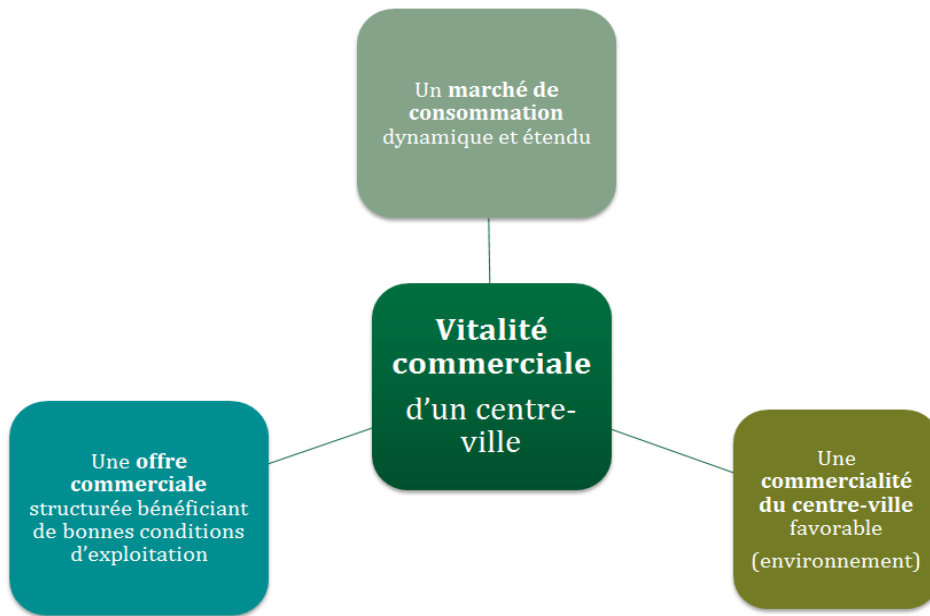 Un marché de
consommation
dynamique et étendu
Vitalité
commerciale
d'un centre-
ville
Une offre
commerciale
structurée bénéficiant
de bonnes conditions
d'exploitation
Une
commercialité
du centre-ville
favorable
(environnement)